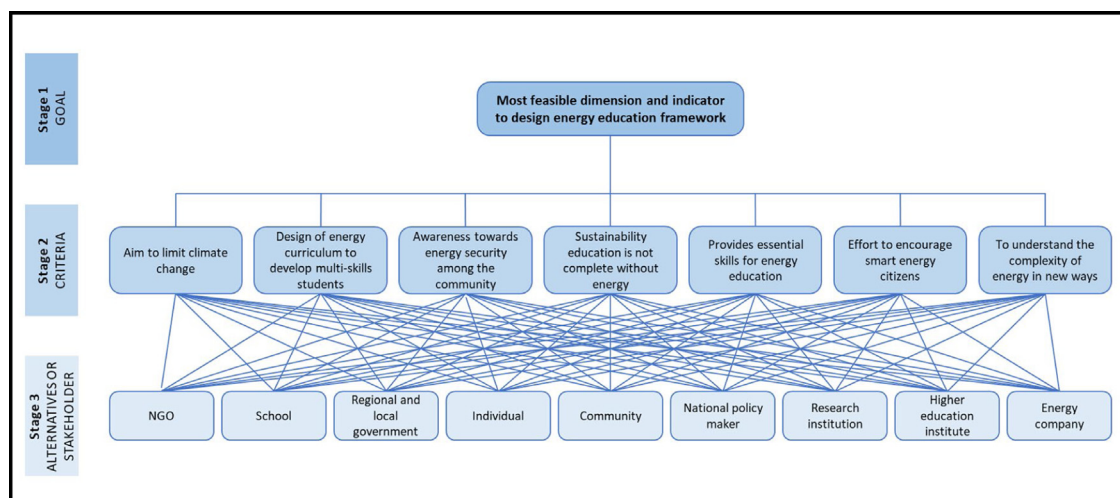 Stage 1
GOAL
Most feasible dimension and indicator
to design energy education framework
Stage 2
CRITERIA
Aim to limit climate
change
Design of energy
curriculum to
develop multi-skills
students
Awareness towards
energy security
among the
community
Sustainability
education is not
complete without
energy
Provides essential
skills for energy
education
Effort to encourage
smart energy
citizens
To understand the
complexity of
energy in new ways
Stage 3
ALTERNATIVES OR
STAKEHOLDER
NGO
School
Regional and
local
government
Individual
Community
National policy
maker
Research
institution
Higher
education
institute
Energy
company